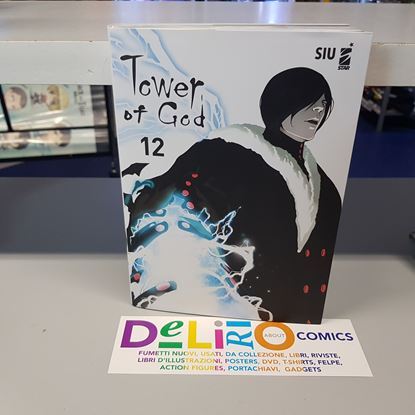 Tower
of God
12
SIU
STAR
DeLiRiO ABOUT COMICS
FUMETTI NUOVI, USATI, DA COLLEZIONE, LIBRI, RIVISTE,
LIBRI D'ILLUSTRAZIONI, POSTERS, DVD, T-SHIRTS, FELPE,
ACTION FIGURES, PORTACHIAVI, GADGETS